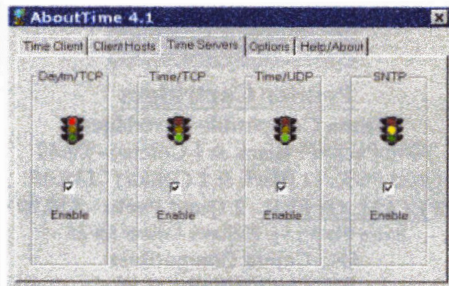 AboutTime 4.1
Time Client Client Hosts Time Servers Options Help/About
Daytm/TCP Time/TCP Time/UDP SNTP
Enable Enable Enable Enable